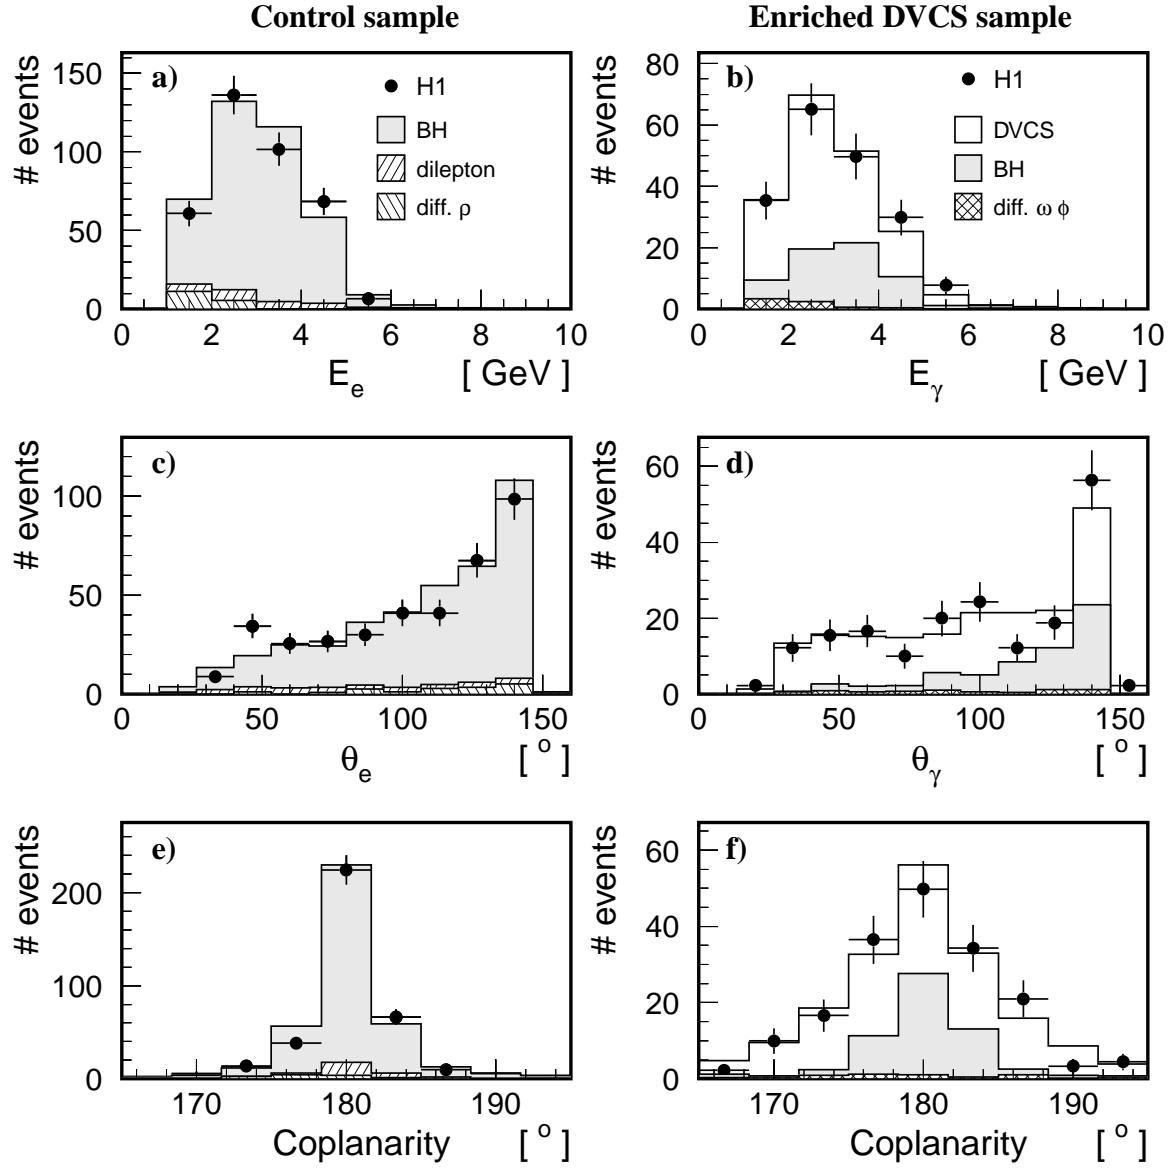 Control sample
Enriched DVCS sample
# events
150
100
50
0
a)
H1
BH
dilepton
diff. ρ
0 2 4 6 8 10
E_e [ GeV ]
# events
80
60
40
20
0
b)
H1
DVCS
BH
diff. ω φ
0 2 4 6 8 10
E_γ [ GeV ]
# events
100
50
0
c)
0 50 100 150
θ_e [ ° ]
# events
60
40
20
0
d)
0 50 100 150
θ_γ [ ° ]
# events
200
100
0
e)
170 180 190
Coplanarity [ ° ]
# events
60
40
20
0
f)
170 180 190
Coplanarity [ ° ]